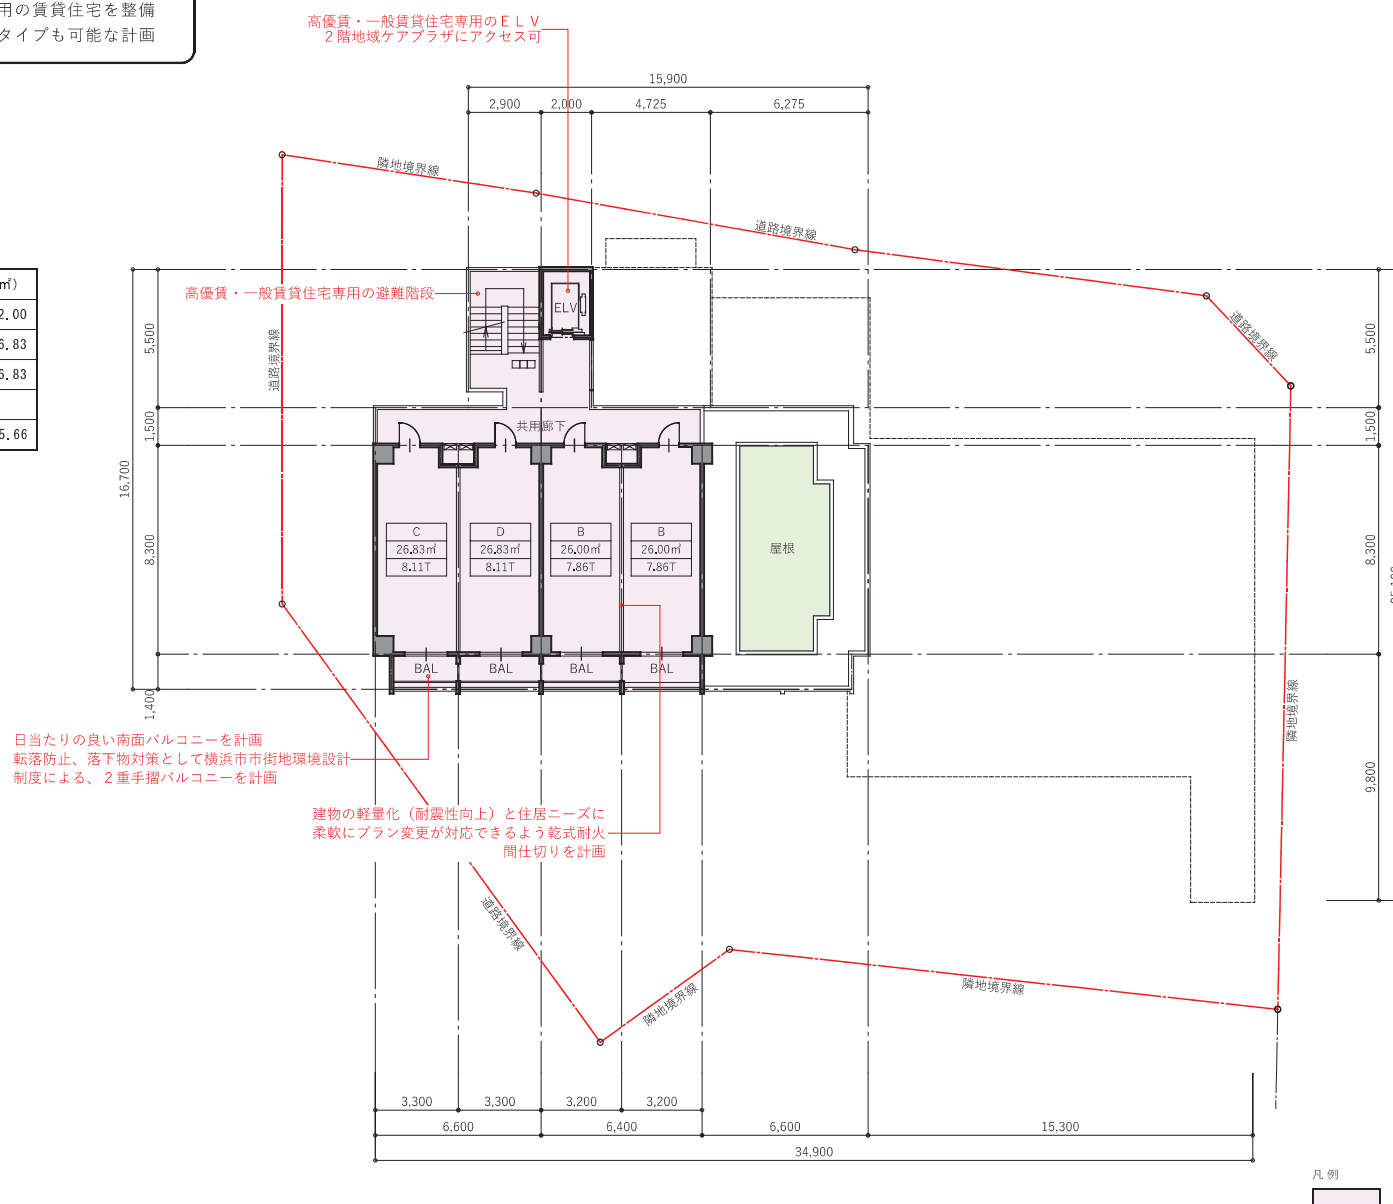 用の賃貸住宅を整備
タイプも可能な計画
高優賃・一般賃貸住宅専用のＥＬＶ
２階地域ケアプラザにアクセス可
15,900
2,900
2,000
4,725
6,275
隣地境界線
道路境界線
㎡）
2.00
6.83
6.83
5.66
高優賃・一般賃貸住宅専用の避難階段
ELV
道路境界線
道路境界線
5,500
1,500
16,700
8,300
1,400
5,500
1,500
8,300
9,800
共用廊下
C
26.83㎡
8.11T
D
26.83㎡
8.11T
B
26.00㎡
7.86T
B
26.00㎡
7.86T
屋根
BAL
BAL
BAL
BAL
隣地境界線
日当たりの良い南面バルコニーを計画
転落防止、落下物対策として横浜市市街地環境設計
制度による、２重手摺バルコニーを計画
建物の軽量化（耐震性向上）と住居ニーズに
柔軟にプラン変更が対応できるよう乾式耐火
間仕切りを計画
道路境界線
隣地境界線
隣地境界線
3,300
3,300
3,200
3,200
6,600
6,400
6,600
15,300
34,900
凡例